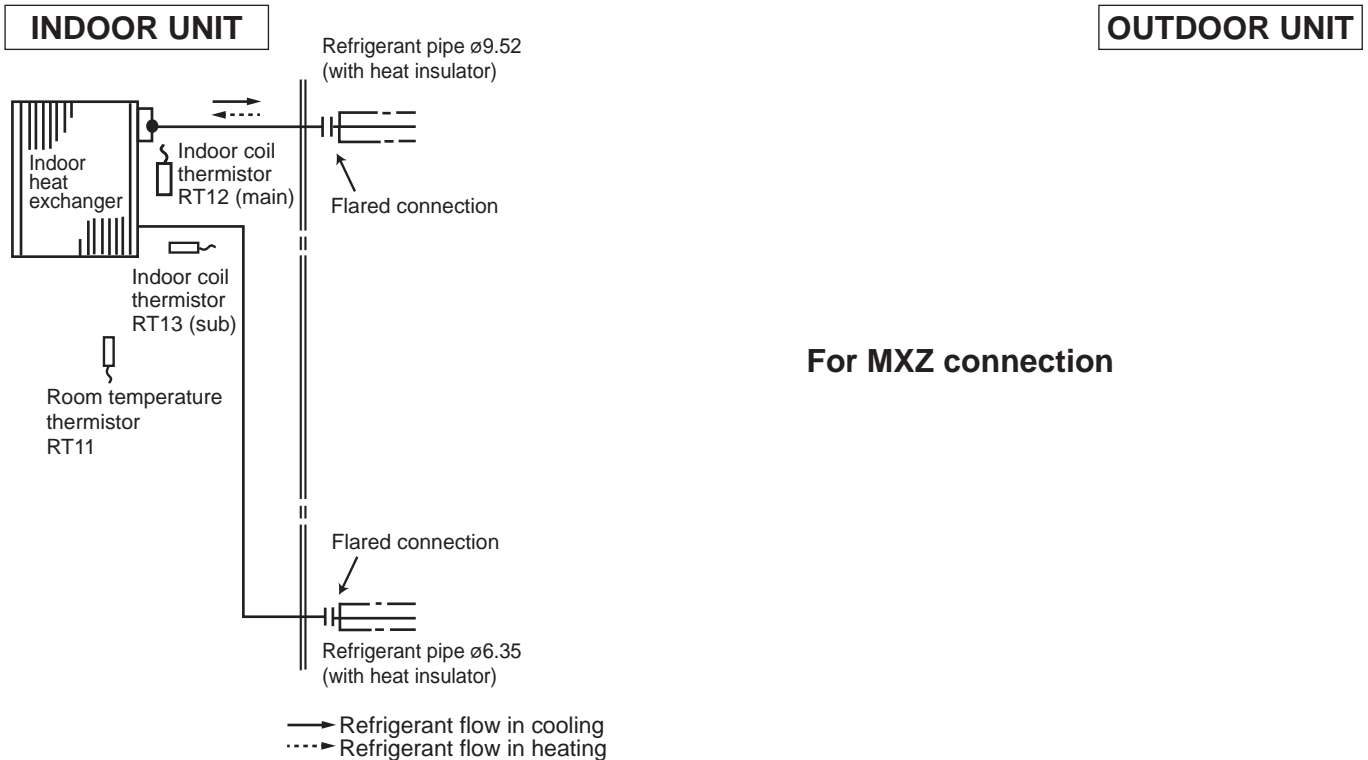 INDOOR UNIT
OUTDOOR UNIT
Refrigerant pipe ø9.52
(with heat insulator)
Indoor
heat
exchanger
Indoor coil
thermistor
RT12 (main)
Flared connection
Indoor coil
thermistor
RT13 (sub)
For MXZ connection
Room temperature
thermistor
RT11
Flared connection
Refrigerant pipe ø6.35
(with heat insulator)
Refrigerant flow in cooling
Refrigerant flow in heating